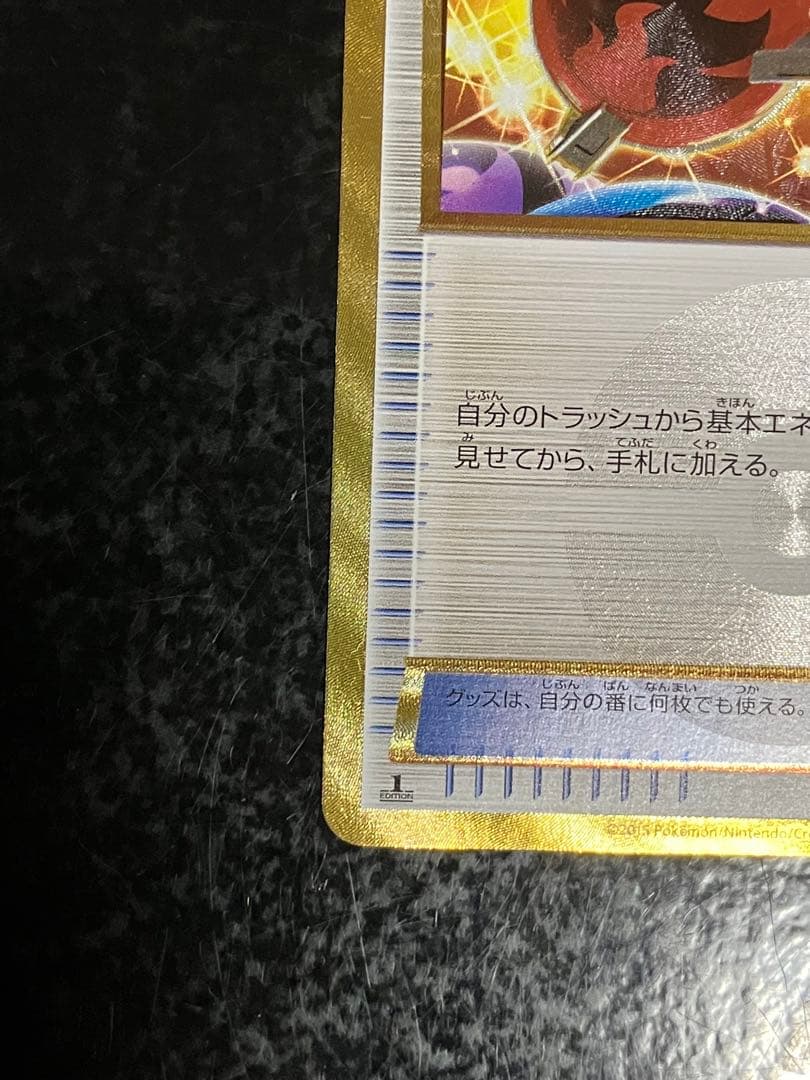 自分のトラッシュから基本エネ
見せてから、手札に加える。
グッズは、自分の番に何枚でも使える。
1
EDITION
©2015 Pokémon/Nintendo/Cr